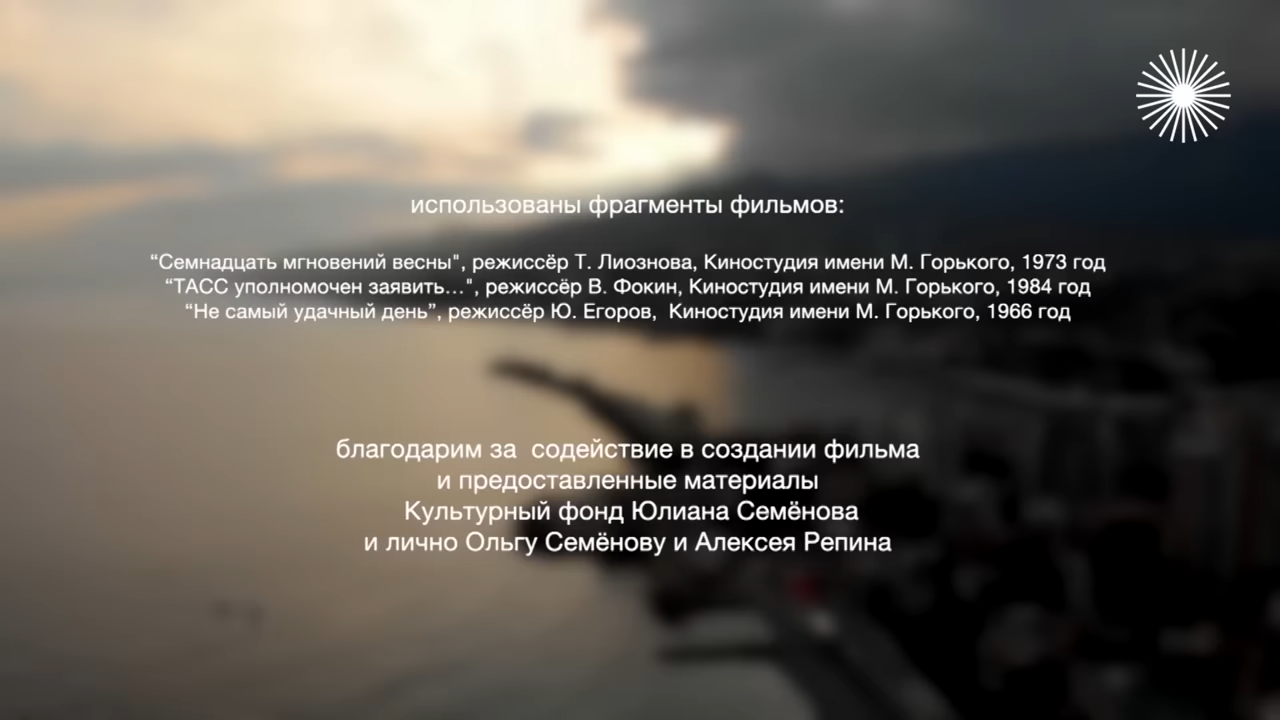 использованы фрагменты фильмов:
“Семнадцать мгновений весны", режиссёр Т. Лиознова, Киностудия имени М. Горького, 1973 год
“ТАСС уполномочен заявить…", режиссёр В. Фокин, Киностудия имени М. Горького, 1984 год
“Не самый удачный день”, режиссёр Ю. Егоров,  Киностудия имени М. Горького, 1966 год
благодарим за  содействие в создании фильма
и предоставленные материалы
Культурный фонд Юлиана Семёнова
и лично Ольгу Семёнову и Алексея Репина